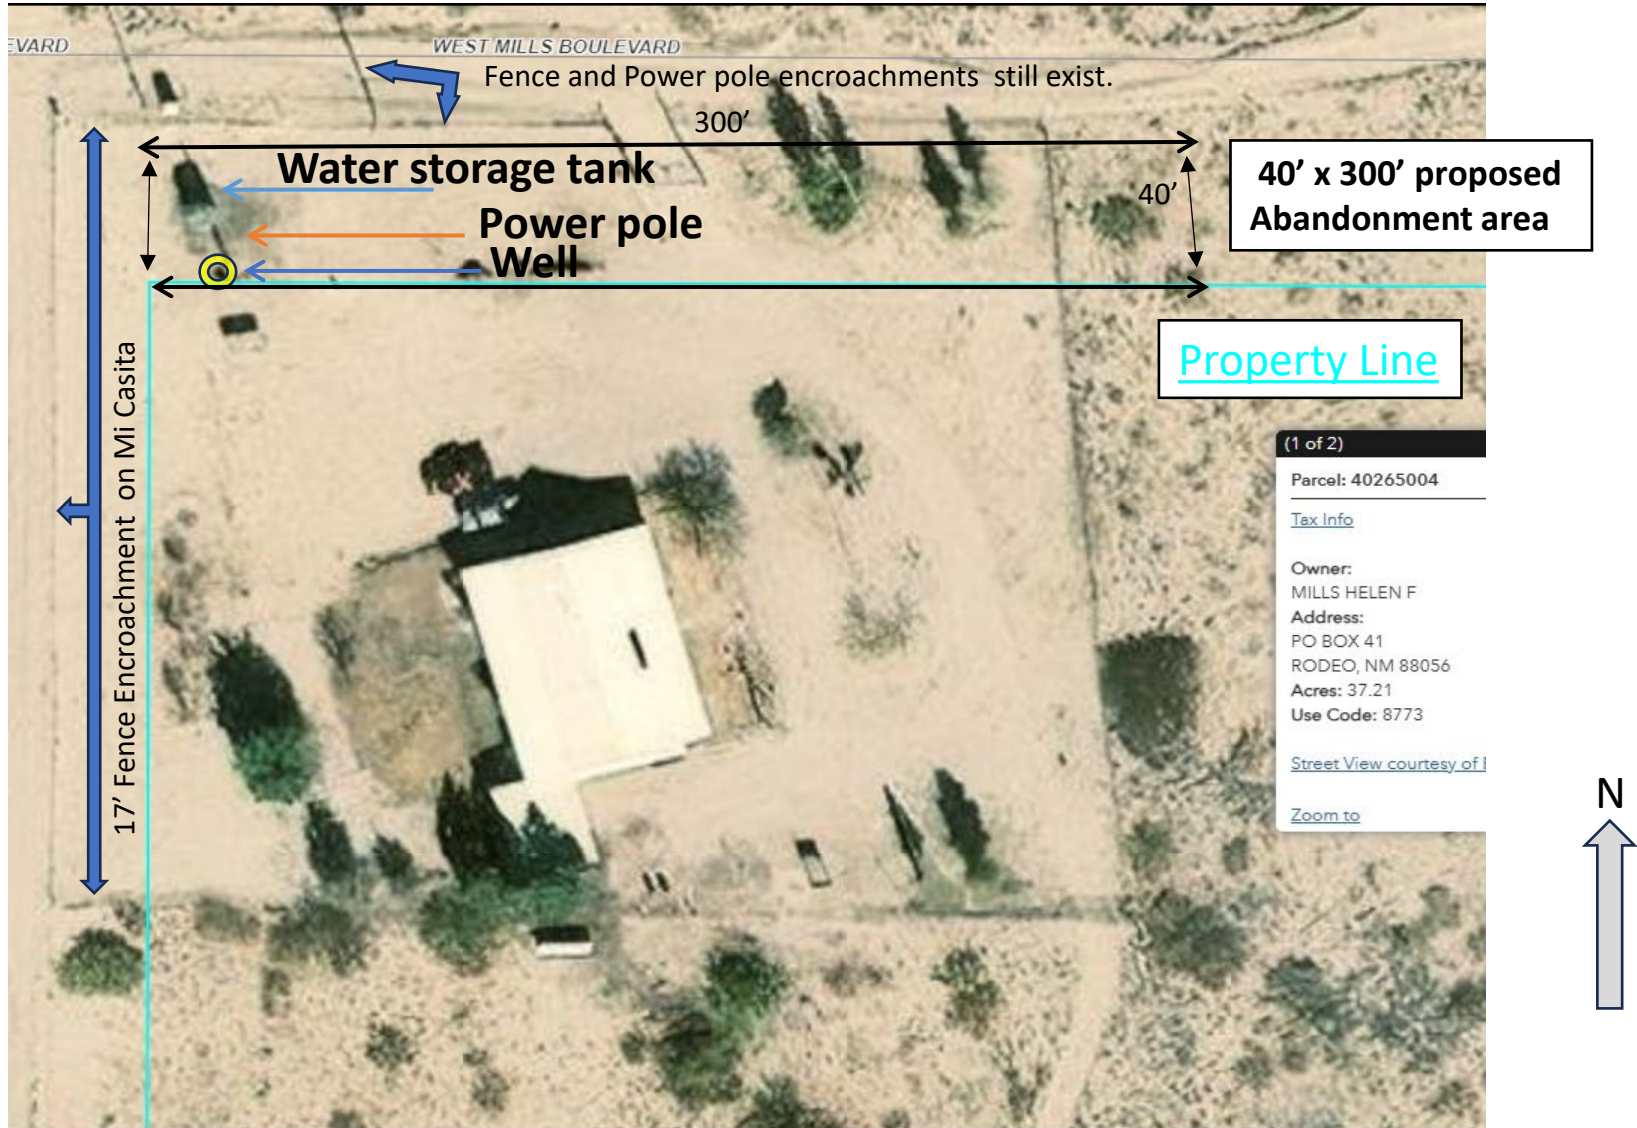 EVARD
WEST MILLS BOULEVARD
Fence and Power pole encroachments still exist.
300’
Water storage tank
40’
40’ x 300’ proposed
Abandonment area
Power pole
Well
Property Line
17’ Fence Encroachment on Mi Casita
(1 of 2)
Parcel: 40265004
Tax Info
Owner:
MILLS HELEN F
Address:
PO BOX 41
RODEO, NM 88056
Acres: 37.21
Use Code: 8773
Street View courtesy of
Zoom to
N